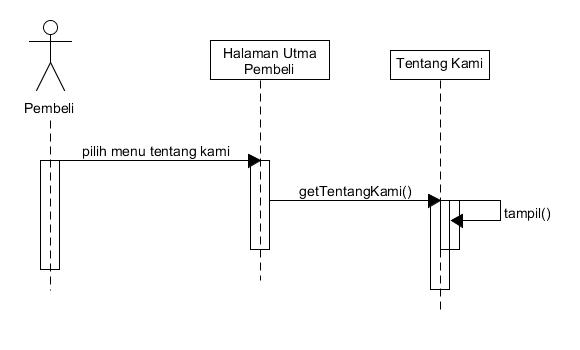 Halaman Utma
Pembeli
Tentang Kami
Pembeli
pilih menu tentang kami
getTentangKami()
tampil()